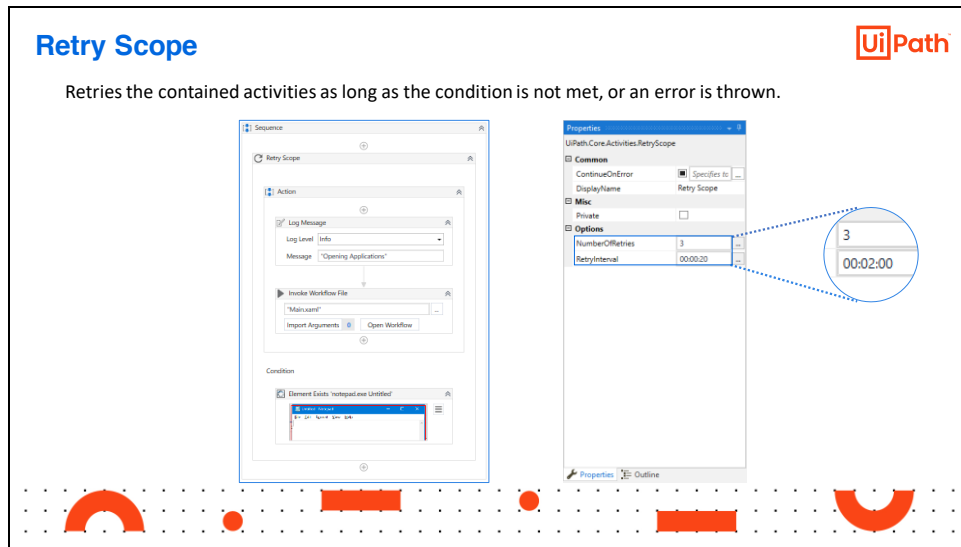 Retry Scope
UiPath
Retries the contained activities as long as the condition is not met, or an error is thrown.
Sequence
Retry Scope
Action
Log Message
Log Level Info
Message "Opening Applications"
Invoke Workflow File
"Main.xaml" ...
Import Arguments 0 Open Workflow
Condition
Element Exists 'notepad.exe Untitled'
Properties
UiPath.Core.Activities.RetryScope
Common
ContinueOnError Specifies to ...
DisplayName Retry Scope
Misc
Private
Options
NumberOfRetries 3 ...
RetryInterval 00:00:20 ...
3
00:02:00
Properties Outline